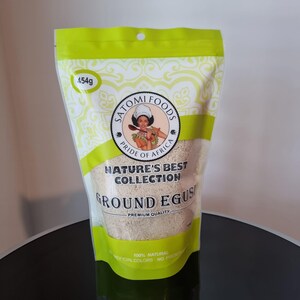 454g
SATOMI FOODS
PRIDE OF AFRICA
NATURE'S BEST
COLLECTION
GROUND EGUSI
PREMIUM QUALITY
100% NATURAL